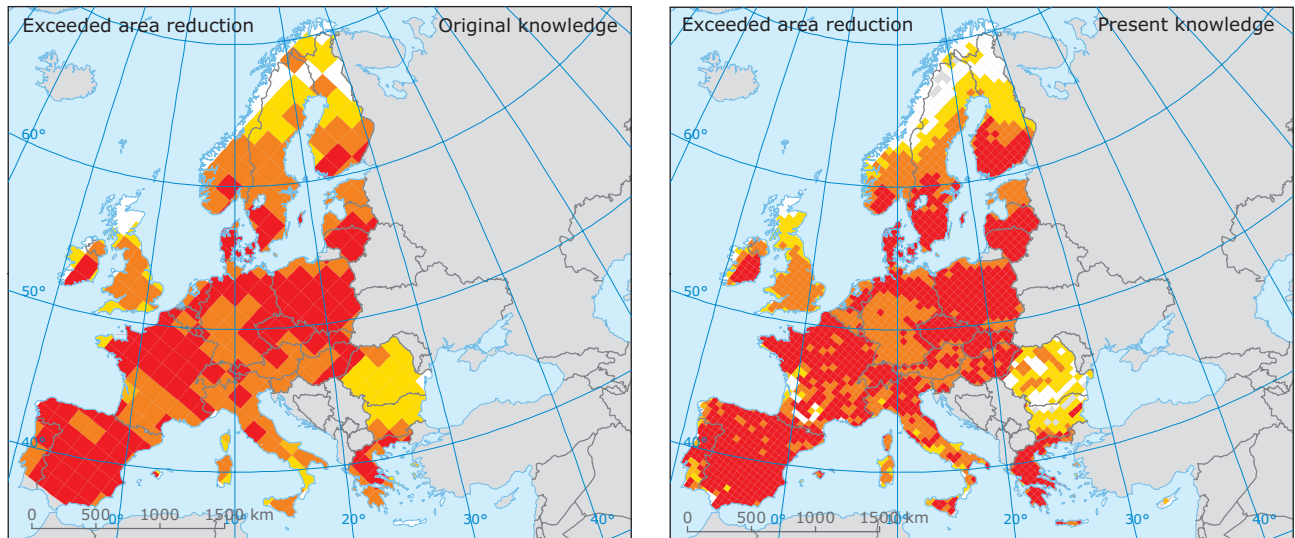 Exceeded area reduction Original knowledge
60°
50°
40°
0 500 1000 1500 km
0° 10° 20° 30° 40°
Exceeded area reduction Present knowledge
60°
50°
40°
0 500 1000 1500 km
0° 10° 20° 30° 40°